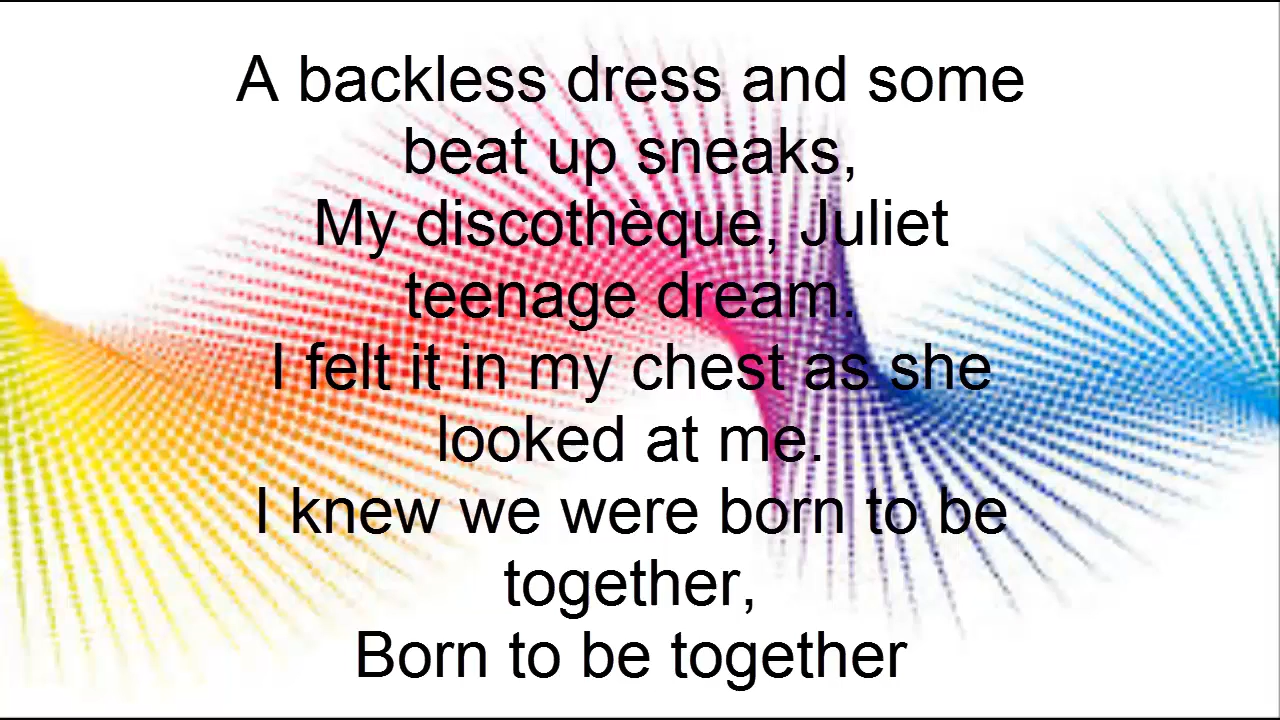 A backless dress and some
beat up sneaks,
My discothèque, Juliet
teenage dream.
I felt it in my chest as she
looked at me.
I knew we were born to be
together,
Born to be together